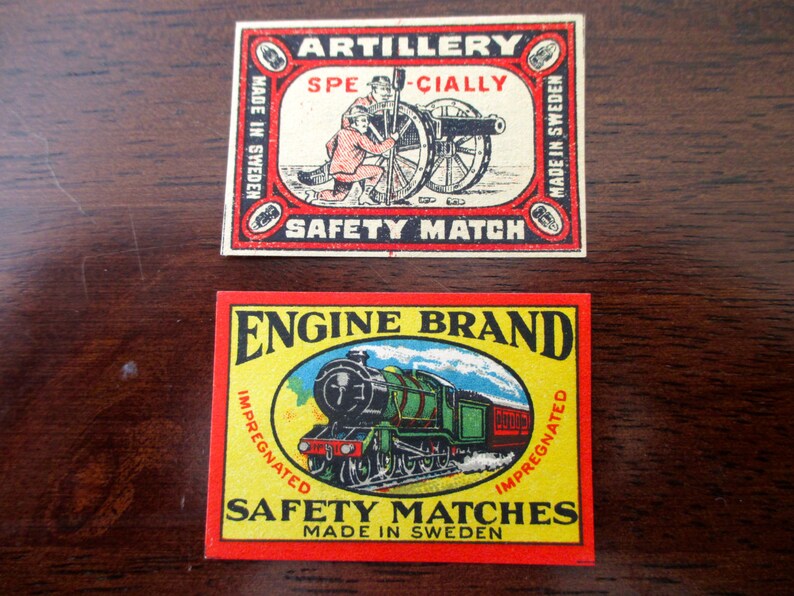 ARTILLERY
SPE-CIALLY
MADE IN SWEDEN
MADE IN SWEDEN
SAFETY MATCH
ENGINE BRAND
IMPREGNATED
IMPREGNATED
SAFETY MATCHES
MADE IN SWEDEN